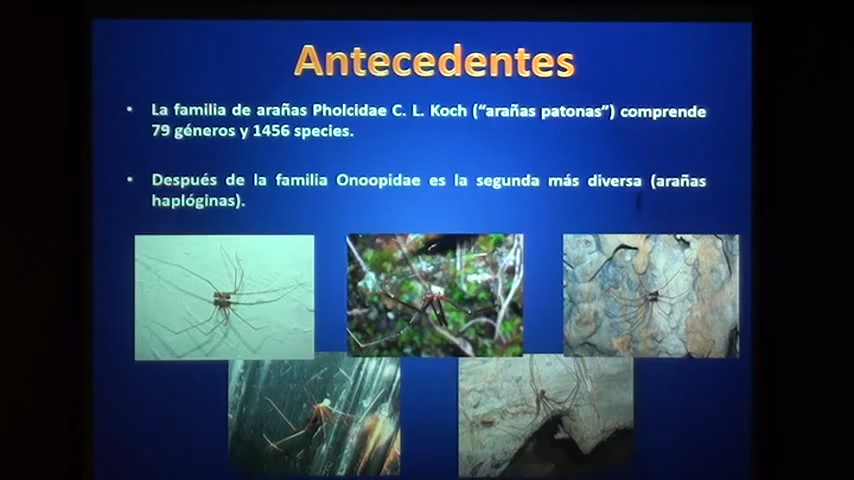 Antecedentes
• La familia de arañas Pholcidae C. L. Koch (“arañas patonas”) comprende
79 géneros y 1456 species.
• Después de la familia Onoopidae es la segunda más diversa (arañas
haplóginas).